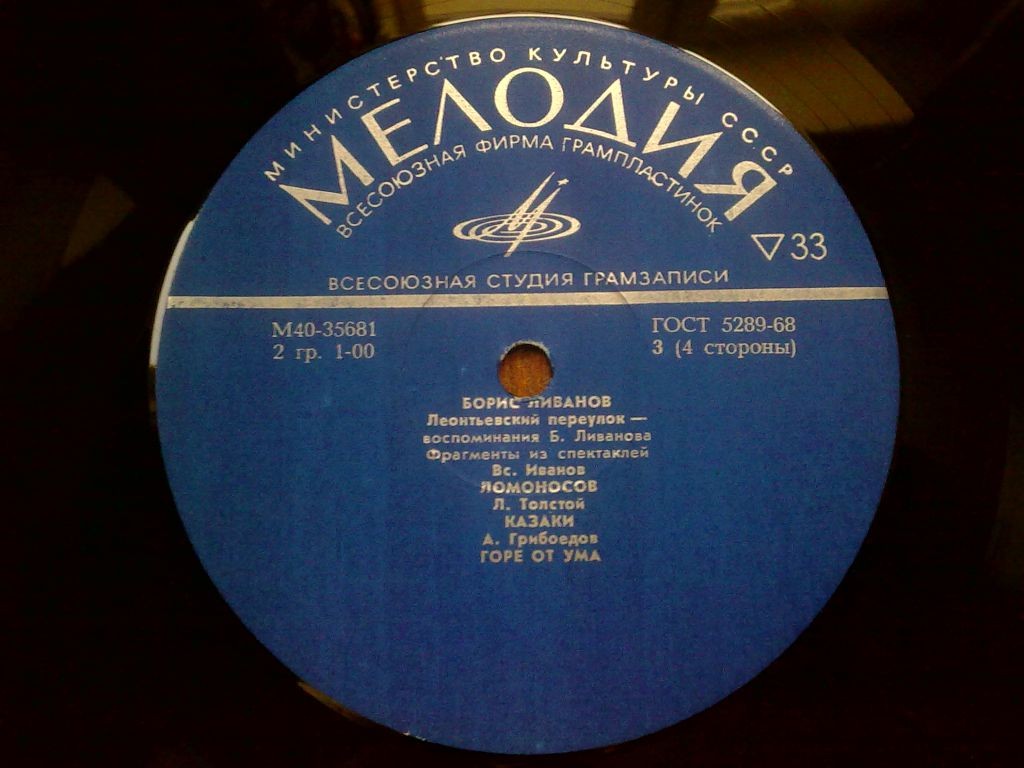 МИНИСТЕРСТВО КУЛЬТУРЫ СССР
МЕЛОДИЯ
ВСЕСОЮЗНАЯ ФИРМА ГРАМПЛАСТИНОК
33
ВСЕСОЮЗНАЯ СТУДИЯ ГРАМЗАПИСИ
М40-35681
2 гр. 1-00
ГОСТ 5289-68
3 (4 стороны)
БОРИС ЛИВАНОВ
Леонтьевский переулок —
воспоминания Б. Ливанова
Фрагменты из спектаклей
Вс. Иванов
ЛОМОНОСОВ
Л. Толстой
КАЗАКИ
А. Грибоедов
ГОРЕ ОТ УМА